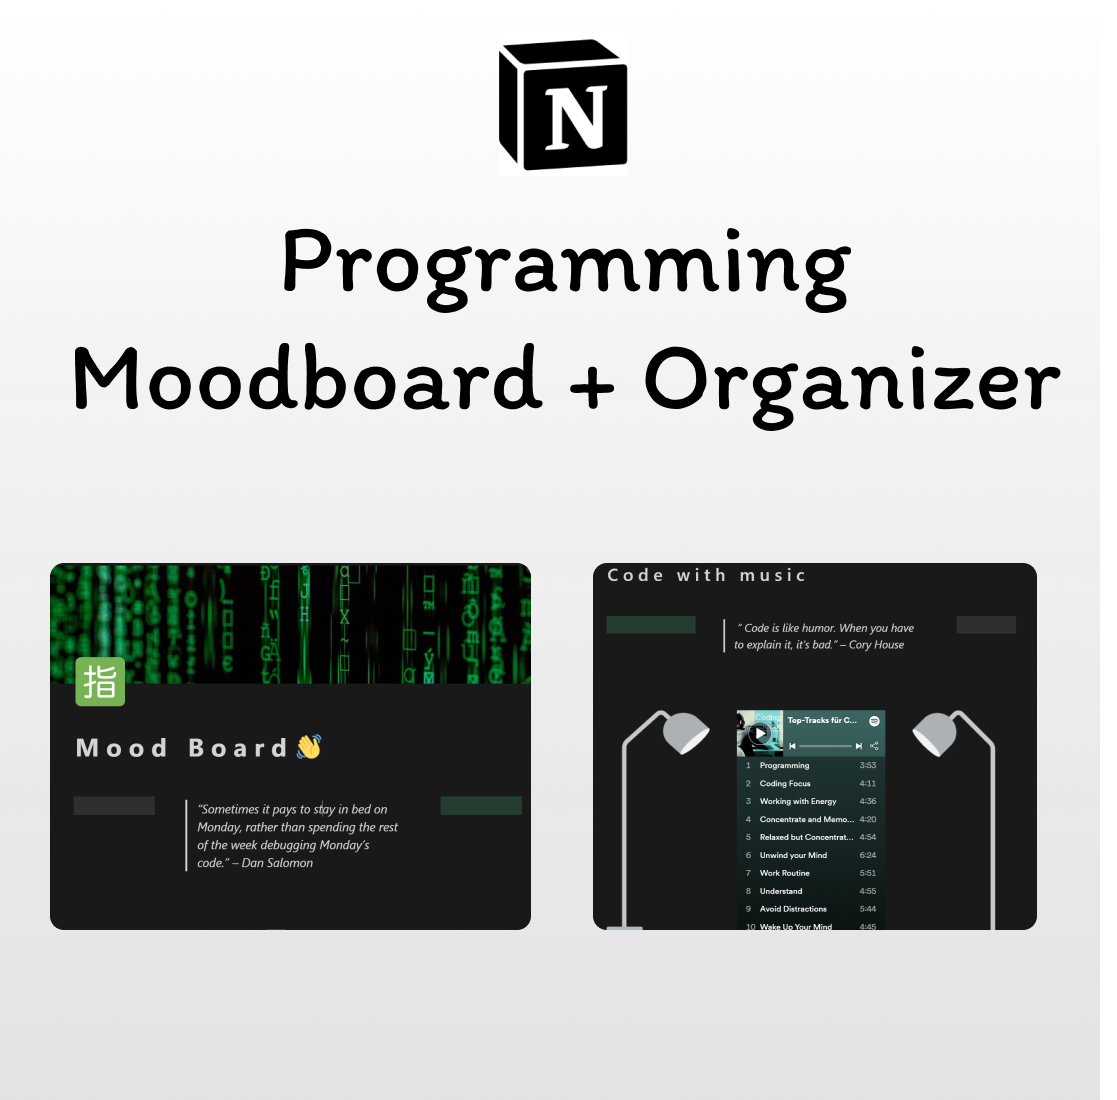 N
Programming
Moodboard + Organizer
指
Mood Board👋
“Sometimes it pays to stay in bed on
Monday, rather than spending the rest
of the week debugging Monday’s
code.” – Dan Salomon
Code with music
“ Code is like humor. When you have
to explain it, it’s bad.” – Cory House
Coding
Top-Tracks für C...
1 Programming 3:53
2 Coding Focus 4:11
3 Working with Energy 4:36
4 Concentrate and Memo... 4:20
5 Relaxed but Concentrat... 4:54
6 Unwind your Mind 6:24
7 Work Routine 5:51
8 Understand 4:55
9 Avoid Distractions 5:44
10 Wake Up Your Mind 4:45